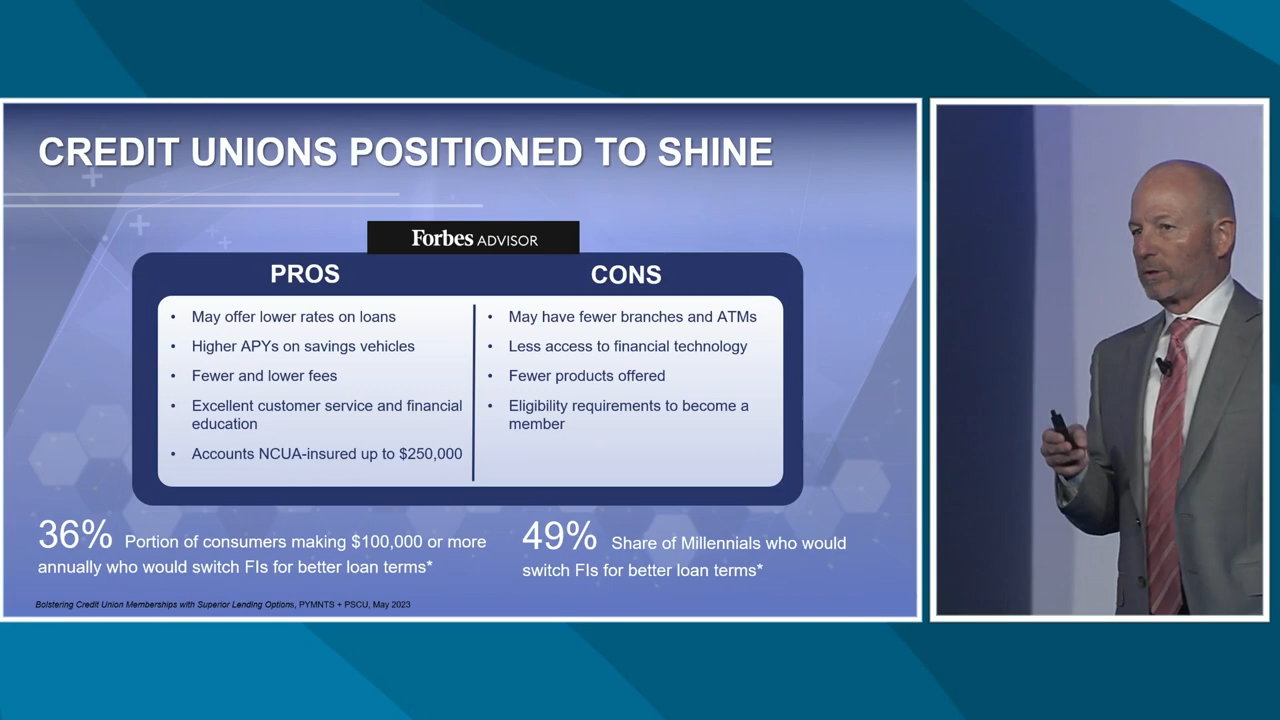 CREDIT UNIONS POSITIONED TO SHINE
Forbes ADVISOR
PROS
• May offer lower rates on loans
• Higher APYs on savings vehicles
• Fewer and lower fees
• Excellent customer service and financial
education
• Accounts NCUA-insured up to $250,000
CONS
• May have fewer branches and ATMs
• Less access to financial technology
• Fewer products offered
• Eligibility requirements to become a
member
36% Portion of consumers making $100,000 or more
annually who would switch FIs for better loan terms*
49% Share of Millennials who would
switch FIs for better loan terms*
Bolstering Credit Union Memberships with Superior Lending Options, PYMNTS + PSCU, May 2023